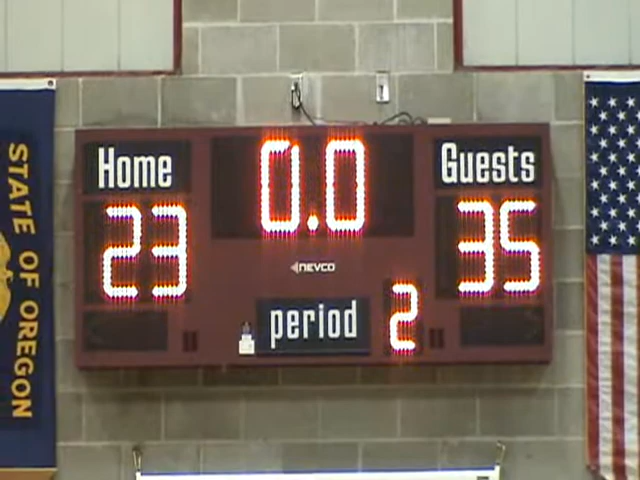 STATE OF OREGON
Home 0.0 Guests
23 35
NEVCO
period 2